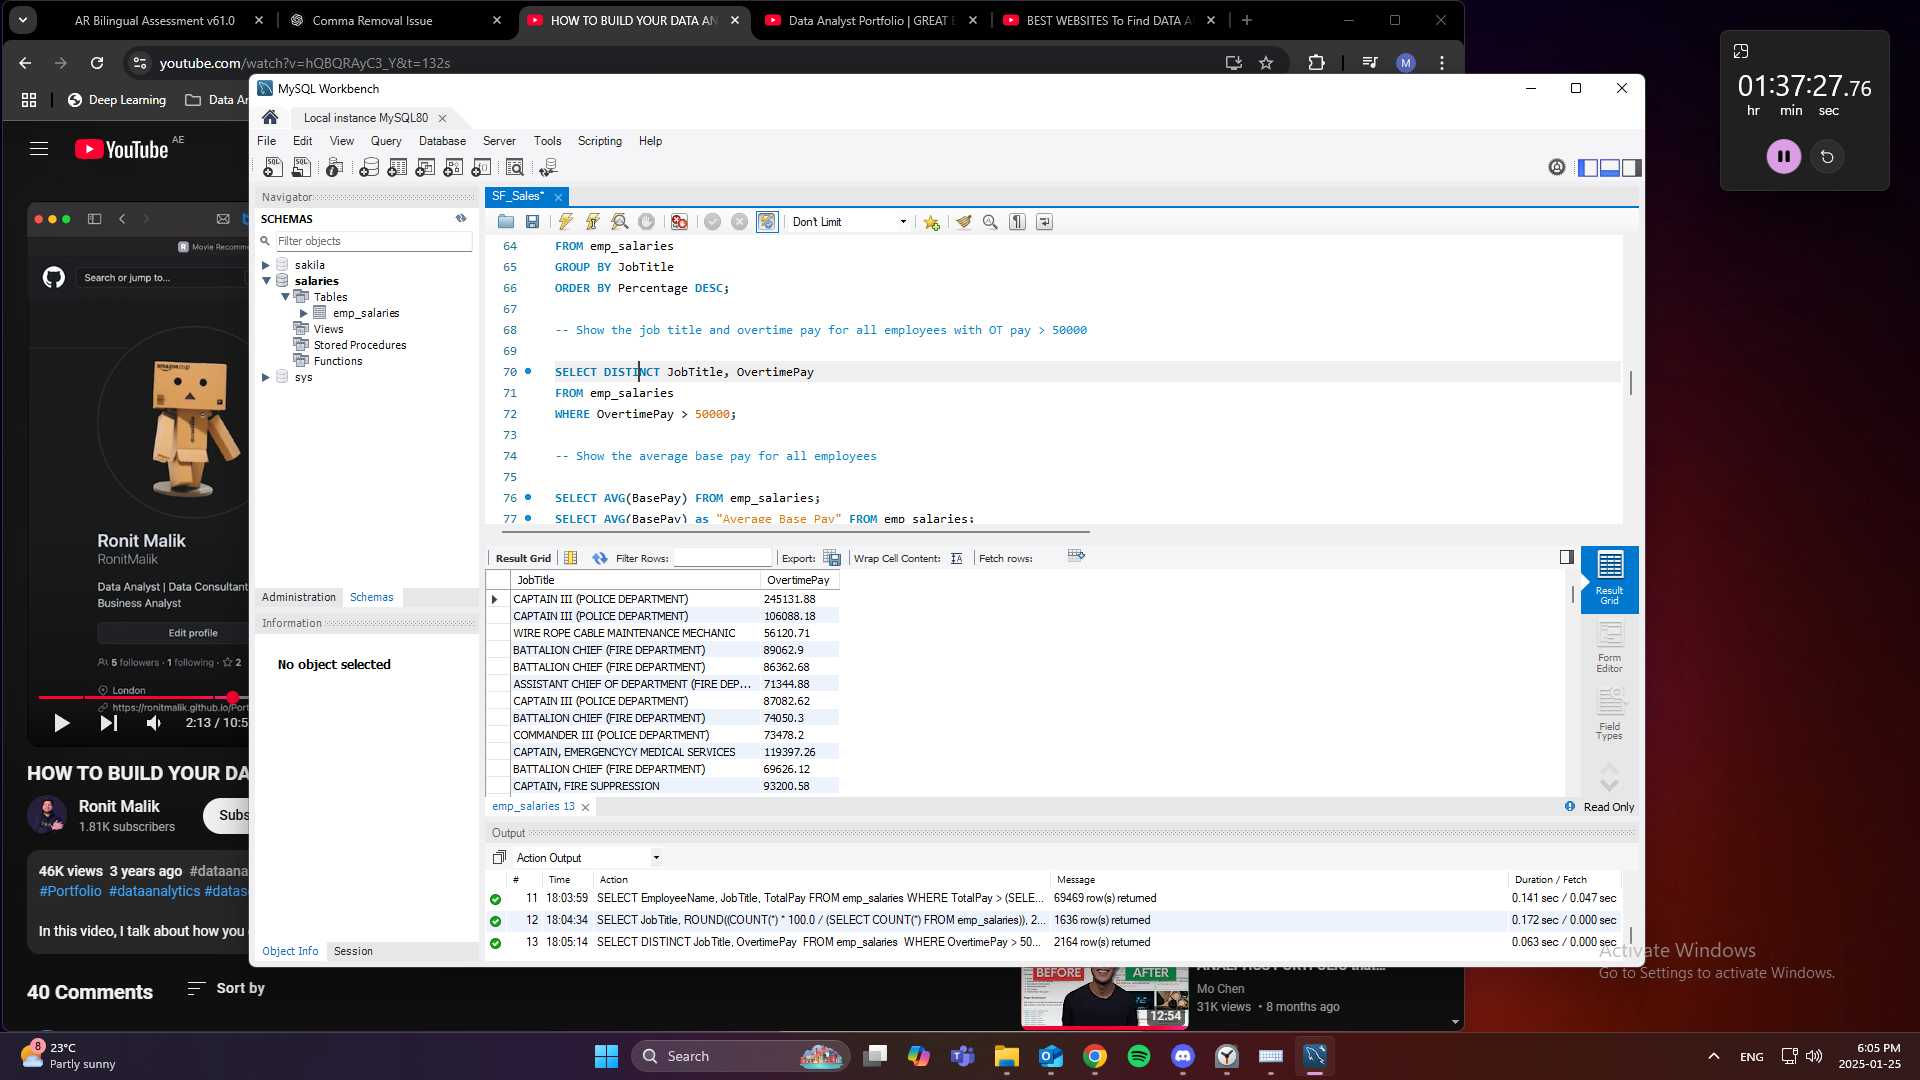 AR Bilingual Assessment v61.0
Comma Removal Issue
HOW TO BUILD YOUR DATA AN
Data Analyst Portfolio | GREAT E
BEST WEBSITES To Find DATA A
youtube.com/watch?v=hQBQRAyC3_Y&t=132s
M
Deep Learning
Data An
YouTube AE
Movie Recomm
Search or jump to...
Ronit Malik
RonitMalik
Data Analyst | Data Consultant
Business Analyst
Edit profile
5 followers · 1 following · 2
London
https://ronitmalik.github.io/Port
2:13 / 10:5
HOW TO BUILD YOUR DA
Ronit Malik
1.81K subscribers
Subs
46K views 3 years ago #dataana
#Portfolio #dataanalytics #datas
In this video, I talk about how you
40 Comments
Sort by
MySQL Workbench
Local instance MySQL80
File Edit View Query Database Server Tools Scripting Help
Navigator
SCHEMAS
Filter objects
sakila
salaries
Tables
emp_salaries
Views
Stored Procedures
Functions
sys
Administration Schemas
Information
No object selected
Object Info Session
SF_Sales*
Don't Limit
64 FROM emp_salaries
65 GROUP BY JobTitle
66 ORDER BY Percentage DESC;
67
68 -- Show the job title and overtime pay for all employees with OT pay > 50000
69
70 SELECT DISTINCT JobTitle, OvertimePay
71 FROM emp_salaries
72 WHERE OvertimePay > 50000;
73
74 -- Show the average base pay for all employees
75
76 SELECT AVG(BasePay) FROM emp_salaries;
77 SELECT AVG(BasePay) as "Average Base Pay" FROM emp_salaries;
Result Grid Filter Rows: Export: Wrap Cell Content: Fetch rows:
JobTitle OvertimePay
CAPTAIN III (POLICE DEPARTMENT) 245131.88
CAPTAIN III (POLICE DEPARTMENT) 106088.18
WIRE ROPE CABLE MAINTENANCE MECHANIC 56120.71
BATTALION CHIEF (FIRE DEPARTMENT) 89062.9
BATTALION CHIEF (FIRE DEPARTMENT) 86362.68
ASSISTANT CHIEF OF DEPARTMENT (FIRE DEP... 71344.88
CAPTAIN III (POLICE DEPARTMENT) 87082.62
BATTALION CHIEF (FIRE DEPARTMENT) 74050.3
COMMANDER III (POLICE DEPARTMENT) 73478.2
CAPTAIN, EMERGENCYCY MEDICAL SERVICES 119397.26
BATTALION CHIEF (FIRE DEPARTMENT) 69626.12
CAPTAIN, FIRE SUPPRESSION 93200.58
Result
Grid
Form
Editor
Field
Types
emp_salaries 13
Read Only
Output
Action Output
# Time Action Message Duration / Fetch
11 18:03:59 SELECT EmployeeName, JobTitle, TotalPay FROM emp_salaries WHERE TotalPay > (SELE... 69469 row(s) returned 0.141 sec / 0.047 sec
12 18:04:34 SELECT JobTitle, ROUND((COUNT(*) * 100.0 / (SELECT COUNT(*) FROM emp_salaries)), 2... 1636 row(s) returned 0.172 sec / 0.000 sec
13 18:05:14 SELECT DISTINCT JobTitle, OvertimePay FROM emp_salaries WHERE OvertimePay > 50... 2164 row(s) returned 0.063 sec / 0.000 sec
BEFORE AFTER
12:54
Mo Chen
31K views • 8 months ago
01:37:27.76
hr min sec
Activate Windows
Go to Settings to activate Windows.
8
23°C
Partly sunny
Search
ENG
6:05 PM
2025-01-25